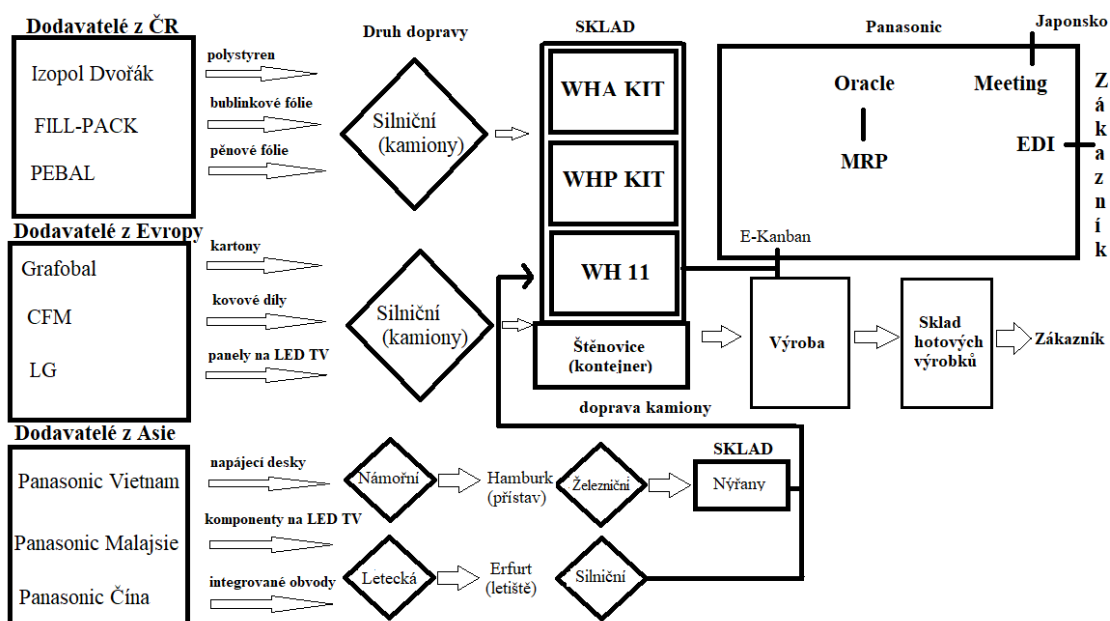 Dodavatelé z ČR
Izopol Dvořák
FILL-PACK
PEBAL
polystyren
bublinkové fólie
pěnové fólie
Druh dopravy
Silniční
(kamiony)
Dodavatelé z Evropy
Grafobal
CFM
LG
kartony
kovové díly
panely na LED TV
Silniční
(kamiony)
Dodavatelé z Asie
Panasonic Vietnam
Panasonic Malajsie
Panasonic Čína
napájecí desky
komponenty na LED TV
integrované obvody
Námořní
Hamburk
(přístav)
Železniční
SKLAD
Nýřany
Letecká
Erfurt
(letiště)
Silniční
doprava kamiony
SKLAD
WHA KIT
WHP KIT
WH 11
Štěnovice
(kontejner)
Panasonic
Japonsko
Oracle
MRP
Meeting
EDI
E-Kanban
Zákazník
Výroba
Sklad
hotových
výrobků
Zákazník